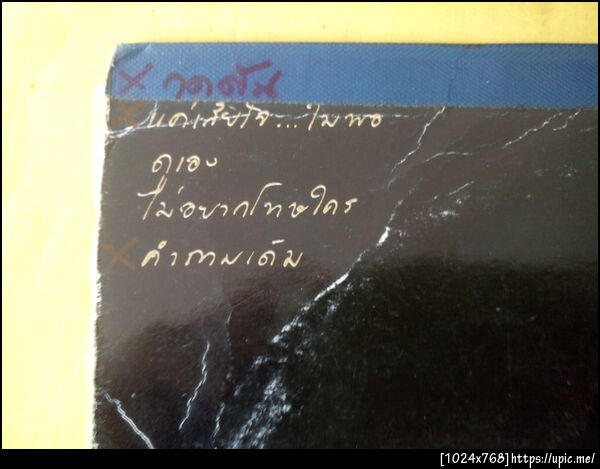 X วัดตัน
X แค่เสียใจ...ไม่พอ
ดูเอง
ไม่อยากโทษใคร
X คำถามเดิม
[1024x768]https://upic.me/